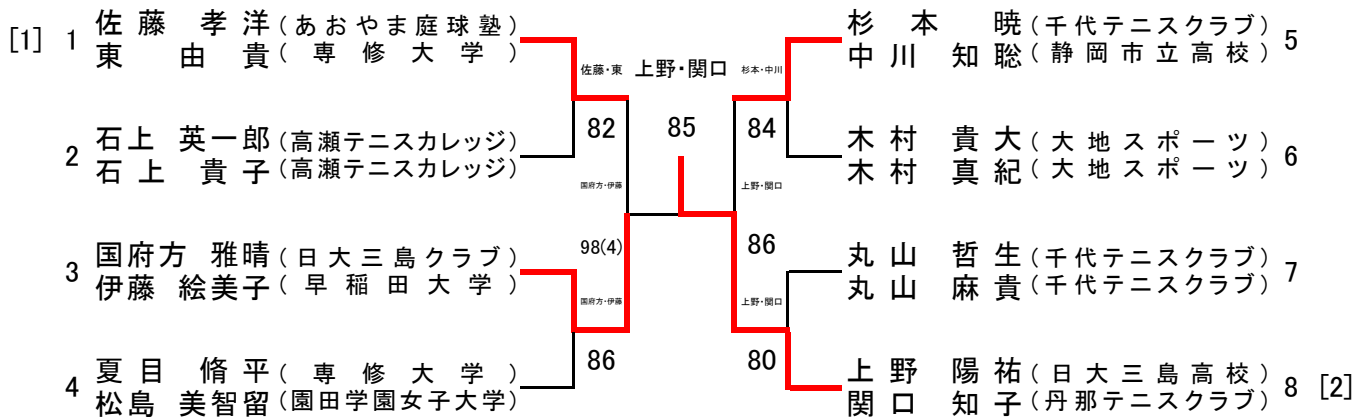 [1] 1 佐藤 孝洋 (あおやま庭球塾)
東 由貴 (専修大学)
2 石上 英一郎 (高瀬テニスカレッジ)
石上 貴子 (高瀬テニスカレッジ)
3 国府方 雅晴 (日大三島クラブ)
伊藤 絵美子 (早稲田大学)
4 夏目 脩平 (専修大学)
松島 美智留 (園田学園女子大学)
佐藤・東
82
国府方・伊藤
98(4)
国府方・伊藤
86
上野・関口
85
杉本・中川
84
上野・関口
86
上野・関口
80
杉本 暁 (千代テニスクラブ) 5
中川 知聡 (静岡市立高校)
木村 貴大 (大地スポーツ) 6
木村 真紀 (大地スポーツ)
丸山 哲生 (千代テニスクラブ) 7
丸山 麻貴 (千代テニスクラブ)
上野 陽祐 (日大三島高校) 8 [2]
関口 知子 (丹那テニスクラブ)